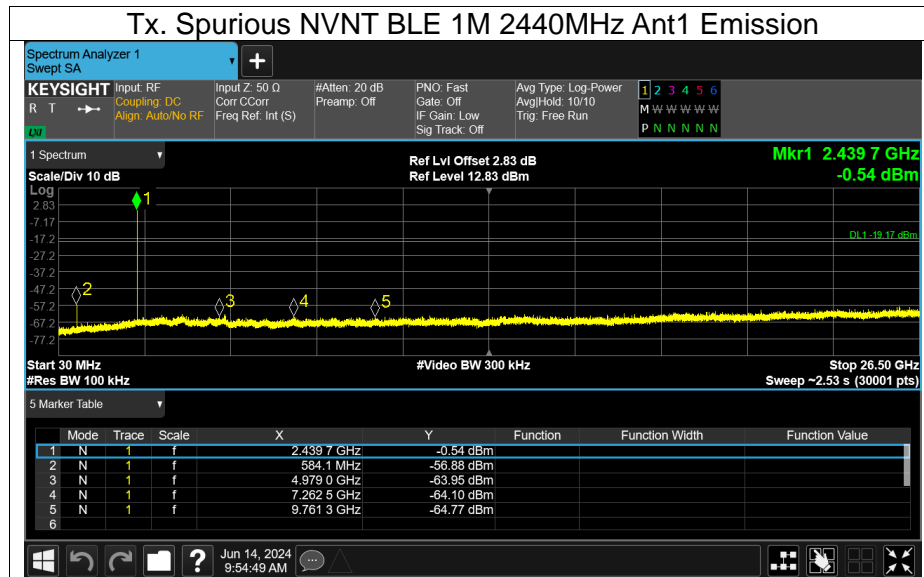 Tx. Spurious NVNT BLE 1M 2440MHz Ant1 Emission
Spectrum Analyzer 1
Swept SA
+
KEYSIGHT Input: RF Input Z: 50 Ω #Atten: 20 dB PNO: Fast Avg Type: Log-Power 1 2 3 4 5 6
R T Coupling: DC Corr CCorr Preamp: Off Gate: Off Avg|Hold: 10/10 M W W W W W
Align: Auto/No RF Freq Ref: Int (S) IF Gain: Low Trig: Free Run
LXI Sig Track: Off P N N N N N
1 Spectrum Ref Lvl Offset 2.83 dB Mkr1 2.439 7 GHz
Scale/Div 10 dB Ref Level 12.83 dBm -0.54 dBm
Log
1
2.83
-7.17
-17.2 DL1 -19.17 dBm
-27.2
-37.2
-47.2
2
-57.2 3 4 5
-67.2
-77.2
Start 30 MHz #Video BW 300 kHz Stop 26.50 GHz
#Res BW 100 kHz Sweep ~2.53 s (30001 pts)
5 Marker Table
Mode Trace Scale X Y Function Function Width Function Value
1 N 1 f 2.439 7 GHz -0.54 dBm
2 N 1 f 584.1 MHz -56.88 dBm
3 N 1 f 4.979 0 GHz -63.95 dBm
4 N 1 f 7.262 5 GHz -64.10 dBm
5 N 1 f 9.761 3 GHz -64.77 dBm
6
? Jun 14, 2024
9:54:49 AM